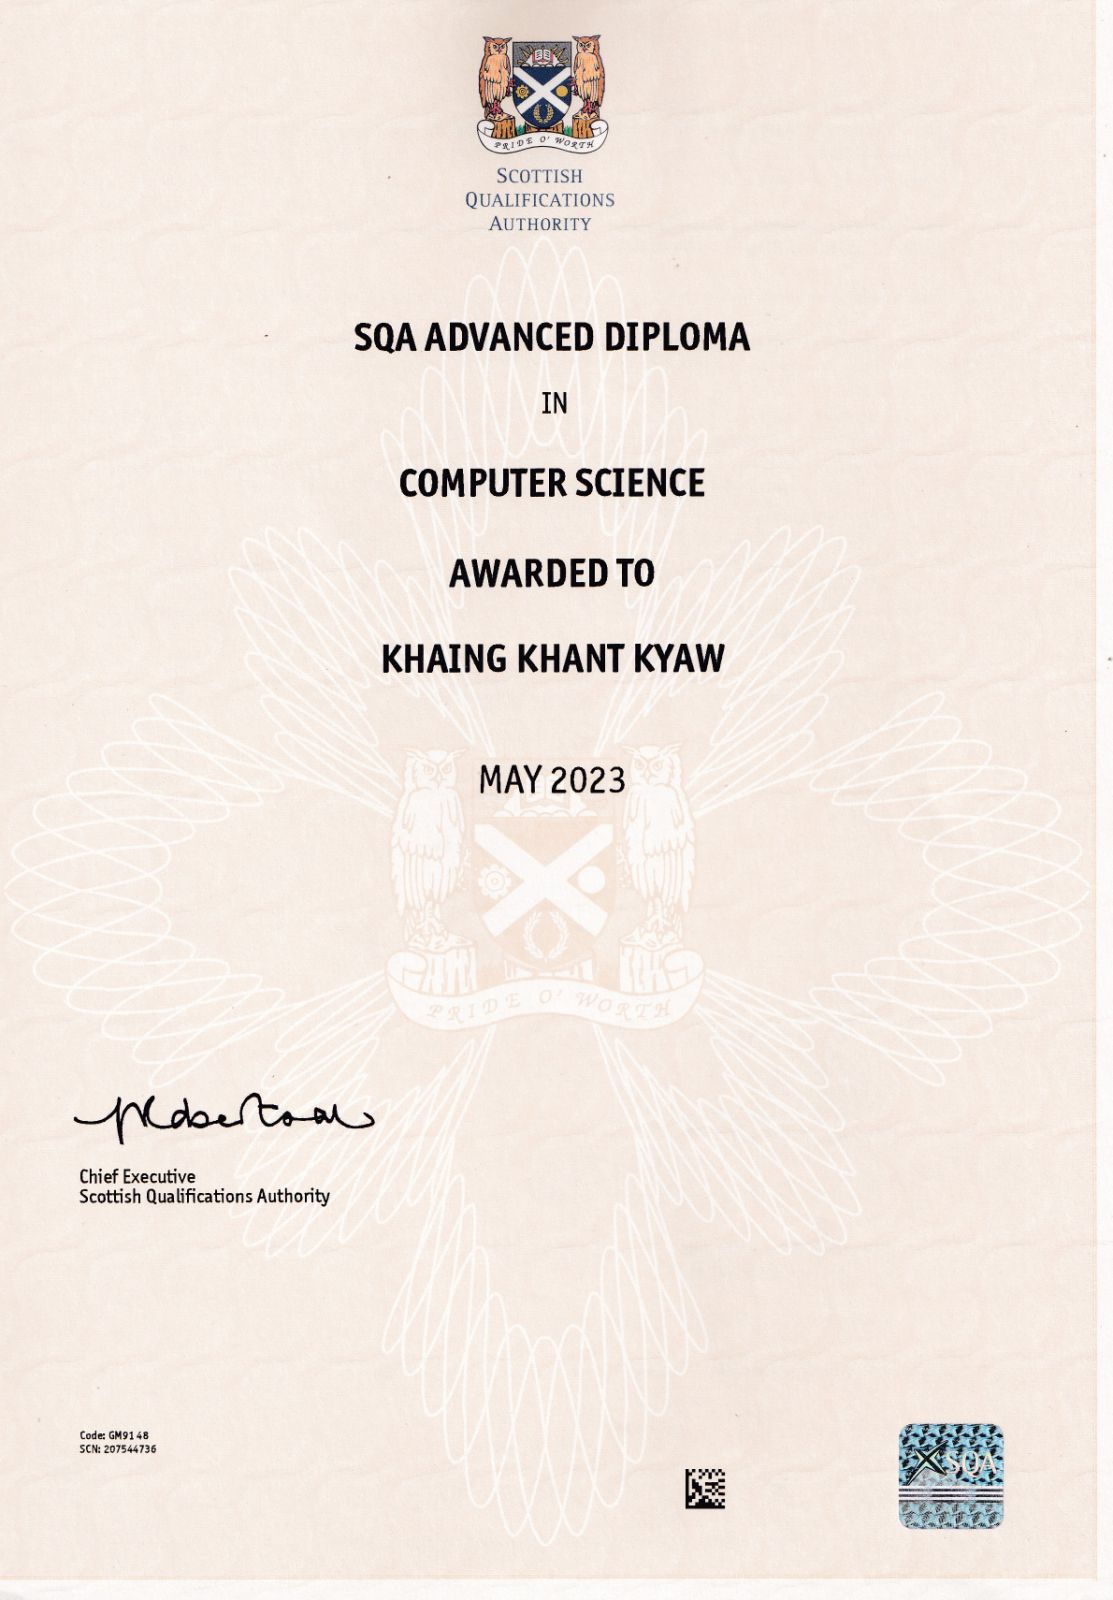 PRIDE O' WORTH
SCOTTISH
QUALIFICATIONS
AUTHORITY
SQA ADVANCED DIPLOMA
IN
COMPUTER SCIENCE
AWARDED TO
KHAING KHANT KYAW
MAY 2023
PRIDE O' WORTH
Chief Executive
Scottish Qualifications Authority
Code: GM91 48
SCN: 207544736
SQA